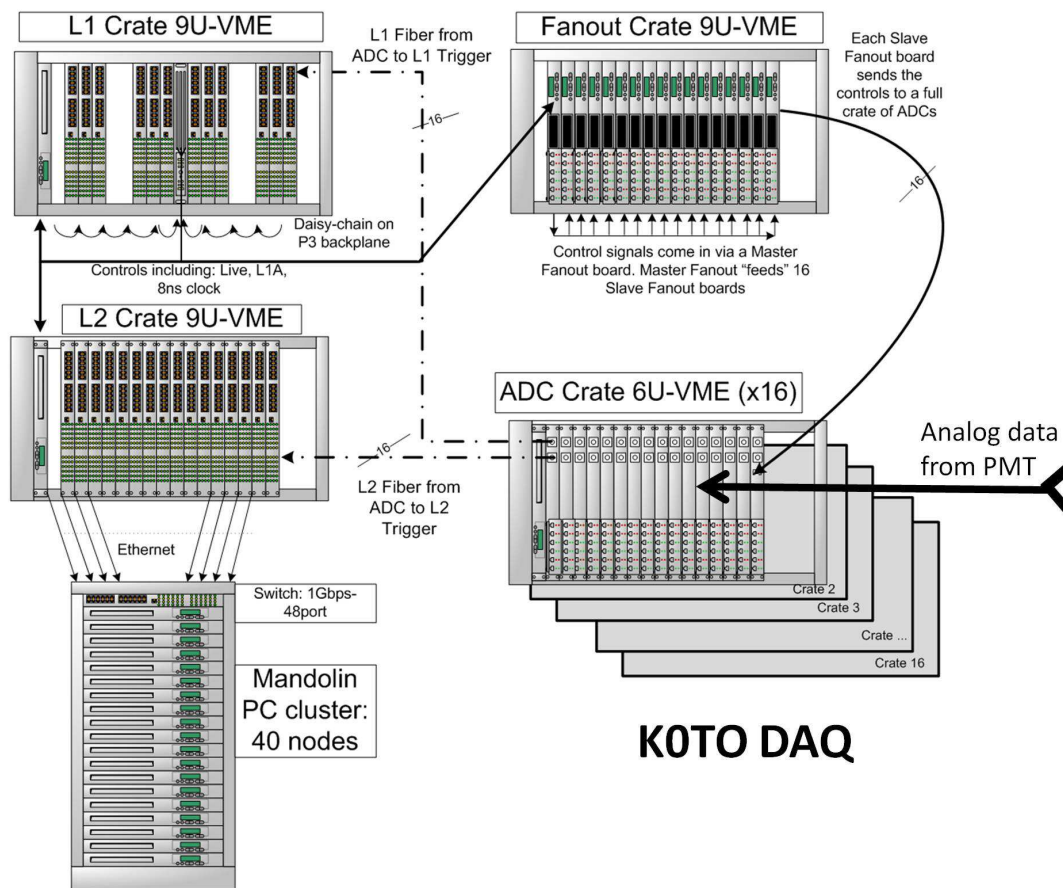 L1 Crate 9U-VME
L1 Fiber from
ADC to L1 Trigger
16
Daisy-chain on
P3 backplane
Controls including: Live, L1A,
8ns clock
Fanout Crate 9U-VME
Each Slave
Fanout board
sends the
controls to a full
crate of ADCs
16
Control signals come in via a Master
Fanout board. Master Fanout “feeds” 16
Slave Fanout boards
L2 Crate 9U-VME
16
L2 Fiber from
ADC to L2
Trigger
Ethernet
Switch: 1Gbps-
48port
Mandolin
PC cluster:
40 nodes
ADC Crate 6U-VME (x16)
Analog data
from PMT
Crate 2
Crate 3
Crate ...
Crate 16
K0TO DAQ